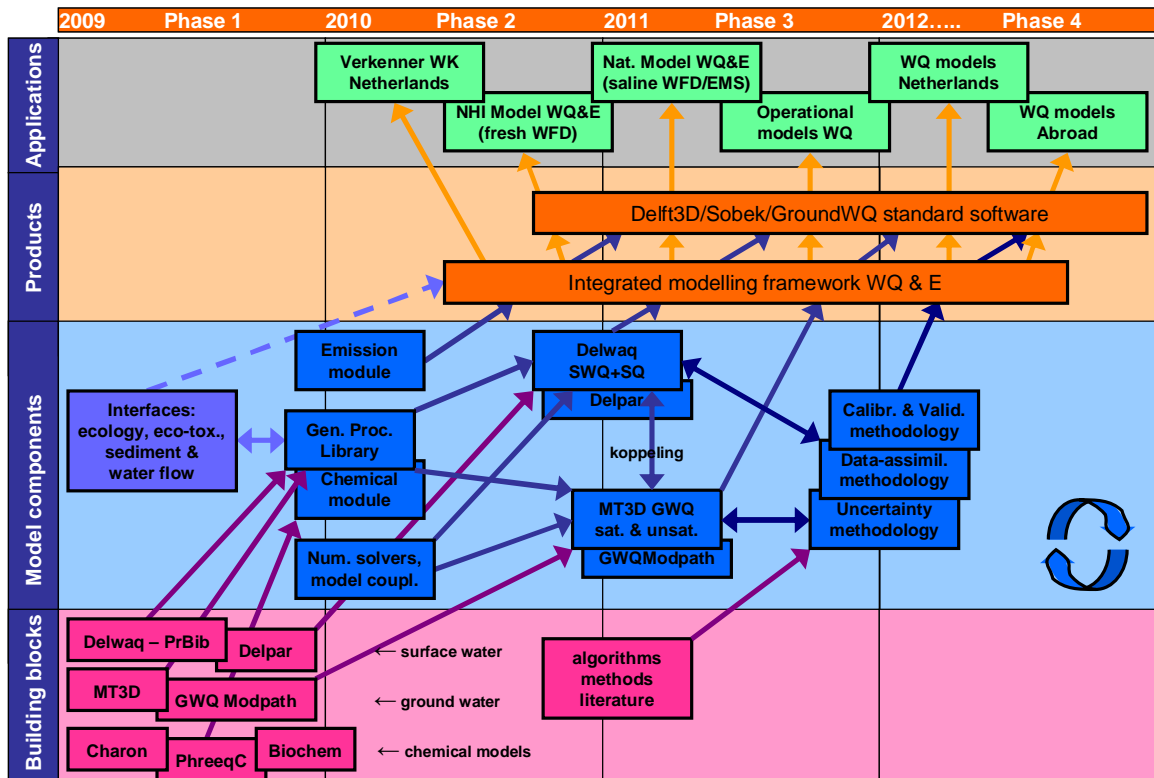 2009 Phase 1 2010 Phase 2 2011 Phase 3 2012….. Phase 4
Applications
Verkenner WK
Netherlands
NHI Model WQ&E
(fresh WFD)
Nat. Model WQ&E
(saline WFD/EMS)
Operational
models WQ
WQ models
Netherlands
WQ models
Abroad
Products
Delft3D/Sobek/GroundWQ standard software
Integrated modelling framework WQ & E
Model components
Emission
module
Delwaq
SWQ+SQ
Delpar
Interfaces:
ecology, eco-tox.,
sediment &
water flow
Gen. Proc.
Library
Chemical
module
koppeling
Calibr. & Valid.
methodology
Data-assimil.
methodology
Uncertainty
methodology
MT3D GWQ
sat. & unsat.
GWQModpath
Num. solvers,
model coupl.
Building blocks
Delwaq – PrBib
Delpar
← surface water
MT3D
GWQ Modpath
← ground water
Charon
PhreeqC
Biochem
← chemical models
algorithms
methods
literature